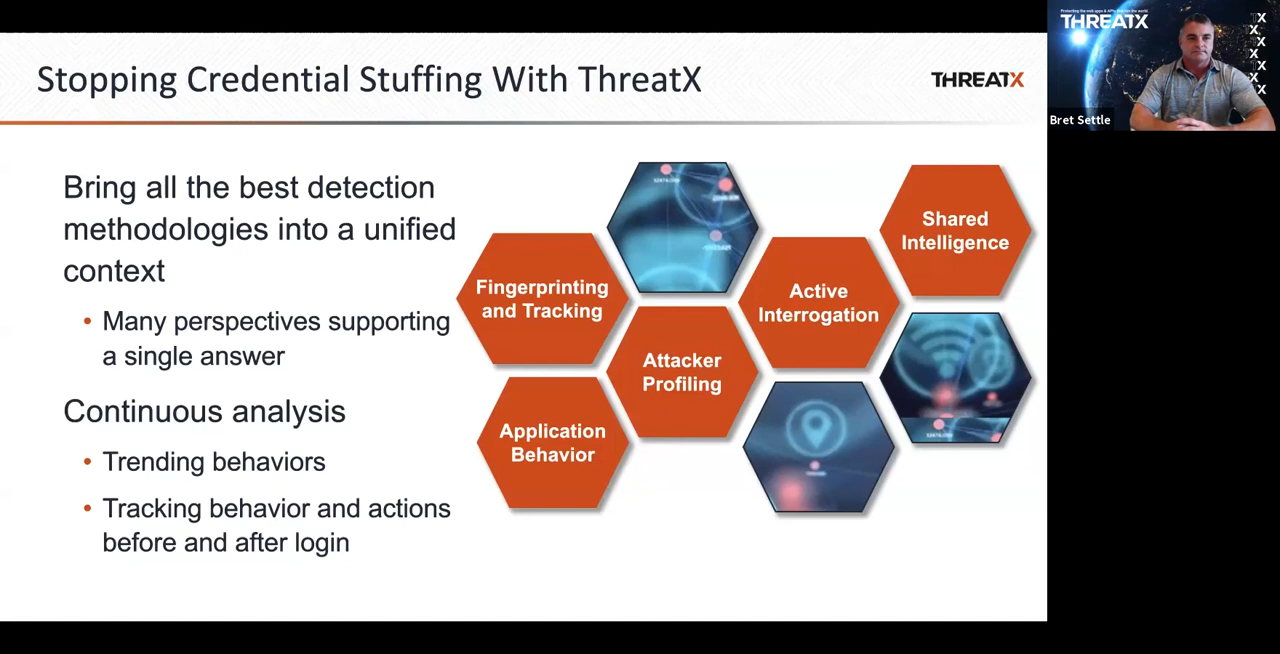 Stopping Credential Stuffing With ThreatX
THREATX
Bring all the best detection
methodologies into a unified
context
• Many perspectives supporting
a single answer
Continuous analysis
• Trending behaviors
• Tracking behavior and actions
before and after login
Fingerprinting
and Tracking
Application
Behavior
Attacker
Profiling
Active
Interrogation
Shared
Intelligence
THREATX
X
X
X
X
X
X
X
Bret Settle